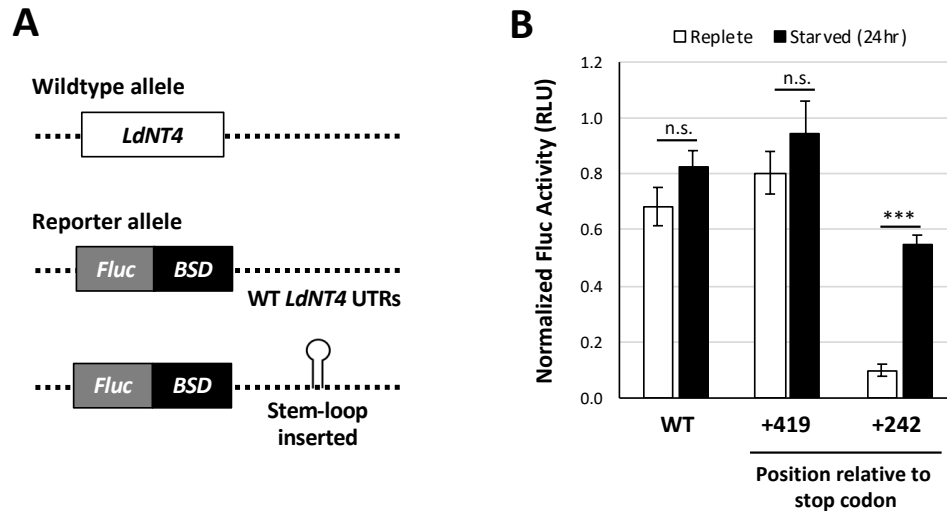 A
Wildtype allele
LdNT4
Reporter allele
Fluc BSD
WT LdNT4 UTRs
Fluc BSD
Stem-loop
inserted
B
Replete Starved (24hr)
Normalized Fluc Activity (RLU)
1.2
1.0
0.8
0.6
0.4
0.2
0.0
n.s.
n.s.
***
WT +419 +242
Position relative to
stop codon